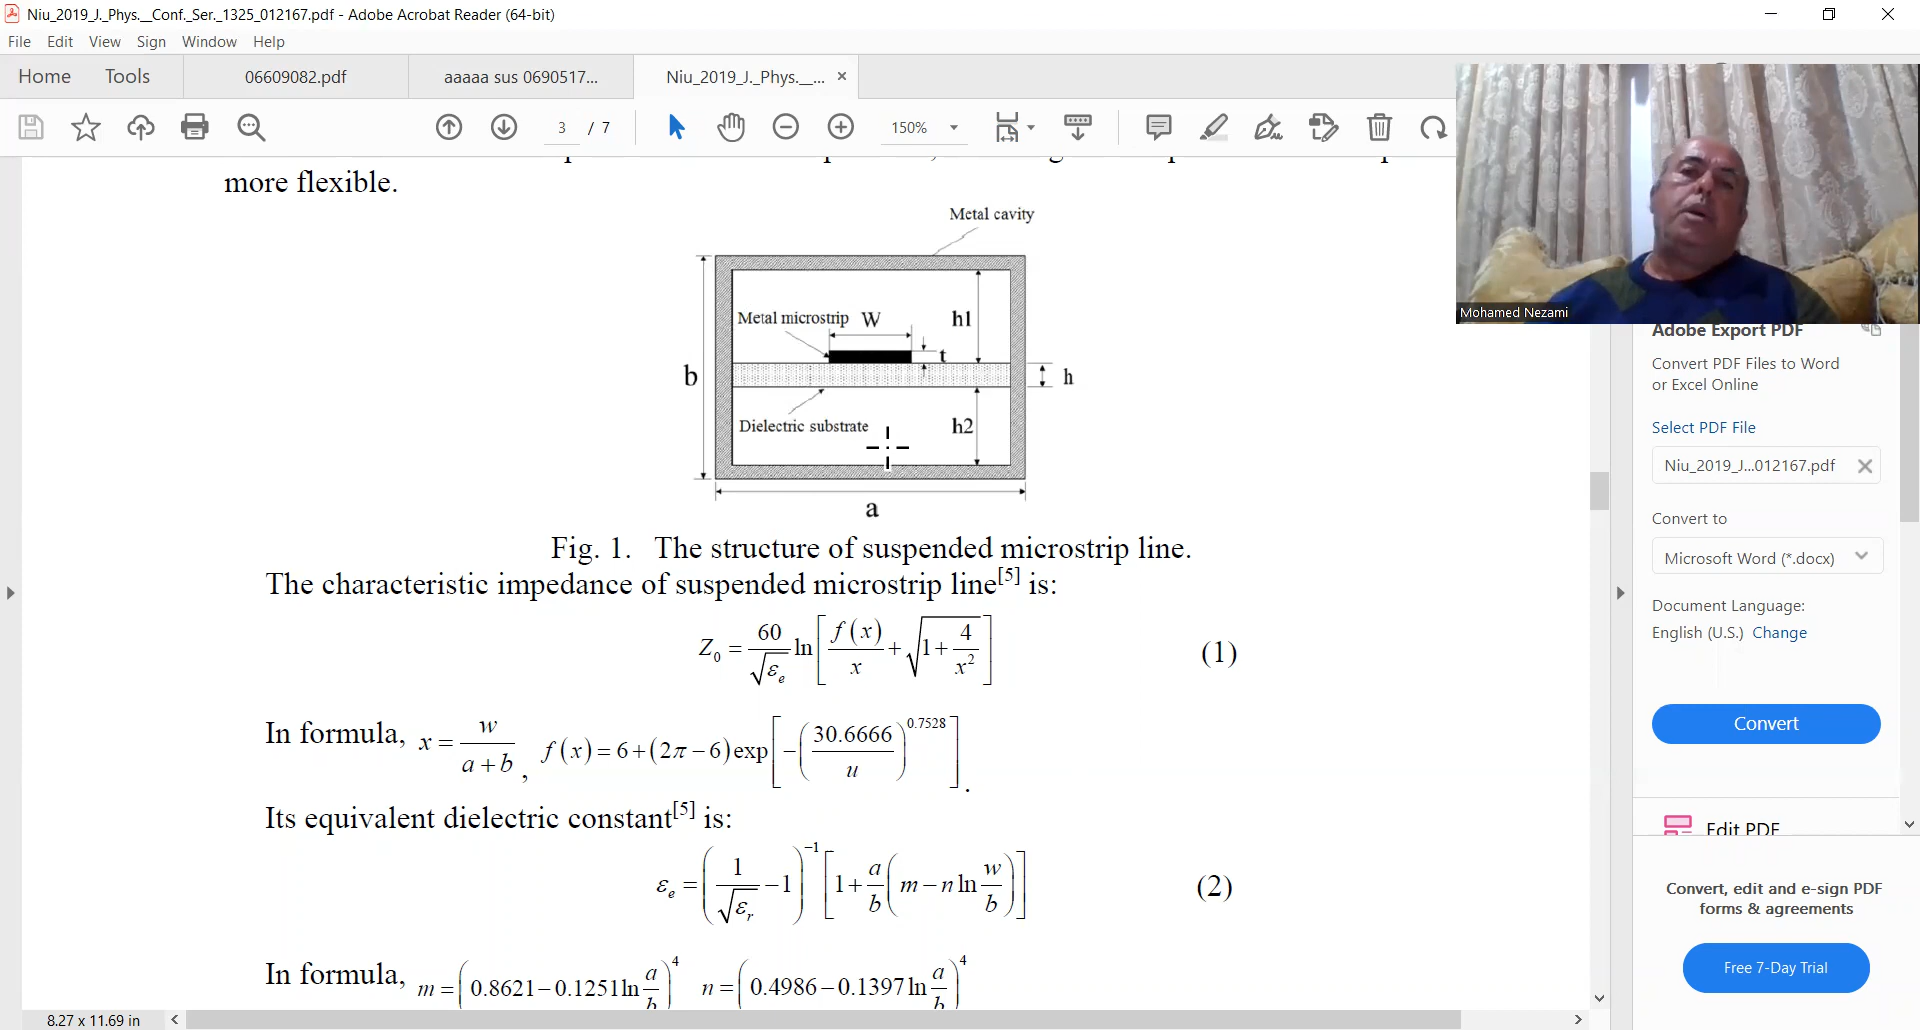 Niu_2019_J._Phys.__Conf._Ser._1325_012167.pdf - Adobe Acrobat Reader (64-bit)
File Edit View Sign Window Help
Home Tools 06609082.pdf aaaaa sus 0690517... Niu_2019_J._Phys.__... ×
3 / 7 150%
more flexible.
Metal cavity
Metal microstrip W h1
t
b h
Dielectric substrate h2
a
Fig. 1. The structure of suspended microstrip line.
The characteristic impedance of suspended microstrip line[5] is:
Z₀ = 60/√εₑ ln[ f(x)/x + √(1 + 4/x²) ] (1)
In formula, x = w/(a+b) , f(x) = 6 + (2π − 6) exp[ −(30.6666/u)^0.7528 ] .
Its equivalent dielectric constant[5] is:
εₑ = (1/√εᵣ − 1)^−1 [ 1 + a/b (m − n ln w/b) ] (2)
In formula, m = (0.8621 − 0.1251 ln a/b)^4 n = (0.4986 − 0.1397 ln a/b)^4
8.27 x 11.69 in
Mohamed Nezami
Adobe Export PDF
Convert PDF Files to Word
or Excel Online
Select PDF File
Niu_2019_J...012167.pdf
Convert to
Microsoft Word (*.docx)
Document Language:
English (U.S.) Change
Convert
Edit PDF
Convert, edit and e-sign PDF
forms & agreements
Free 7-Day Trial